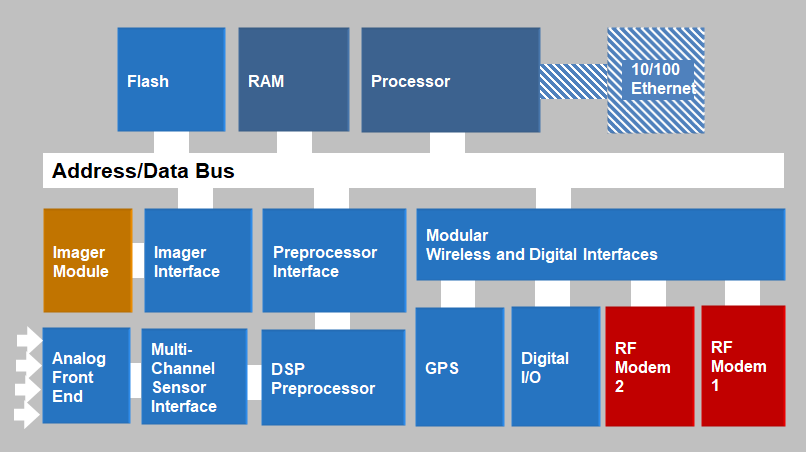 Flash
RAM
Processor
10/100
Ethernet
Address/Data Bus
Imager
Module
Imager
Interface
Preprocessor
Interface
Modular
Wireless and Digital Interfaces
Analog
Front
End
Multi-
Channel
Sensor
Interface
DSP
Preprocessor
GPS
Digital
I/O
RF
Modem
2
RF
Modem
1